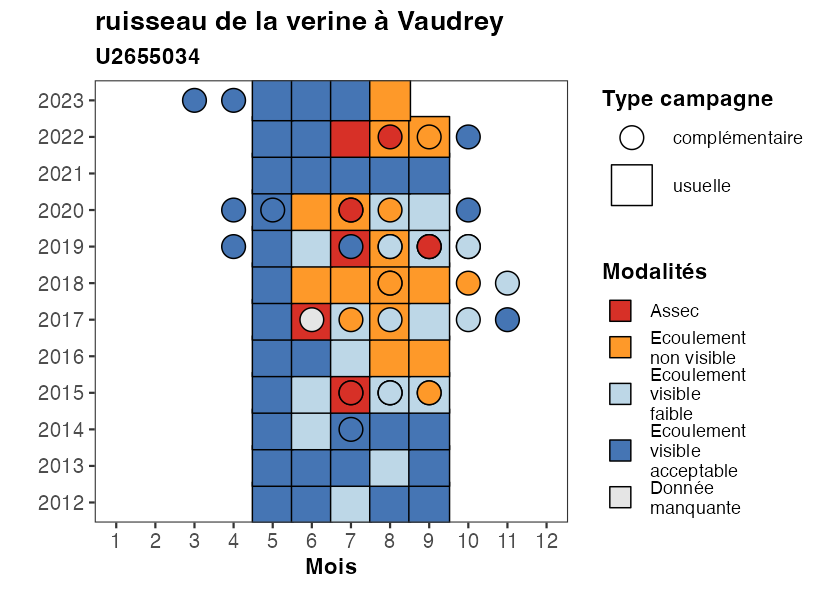 ruisseau de la verine à Vaudrey
U2655034
2023
2022
2021
2020
2019
2018
2017
2016
2015
2014
2013
2012
1 2 3 4 5 6 7 8 9 10 11 12
Mois
Type campagne
complémentaire
usuelle
Modalités
Assec
Ecoulement
non visible
Ecoulement
visible
faible
Ecoulement
visible
acceptable
Donnée
manquante